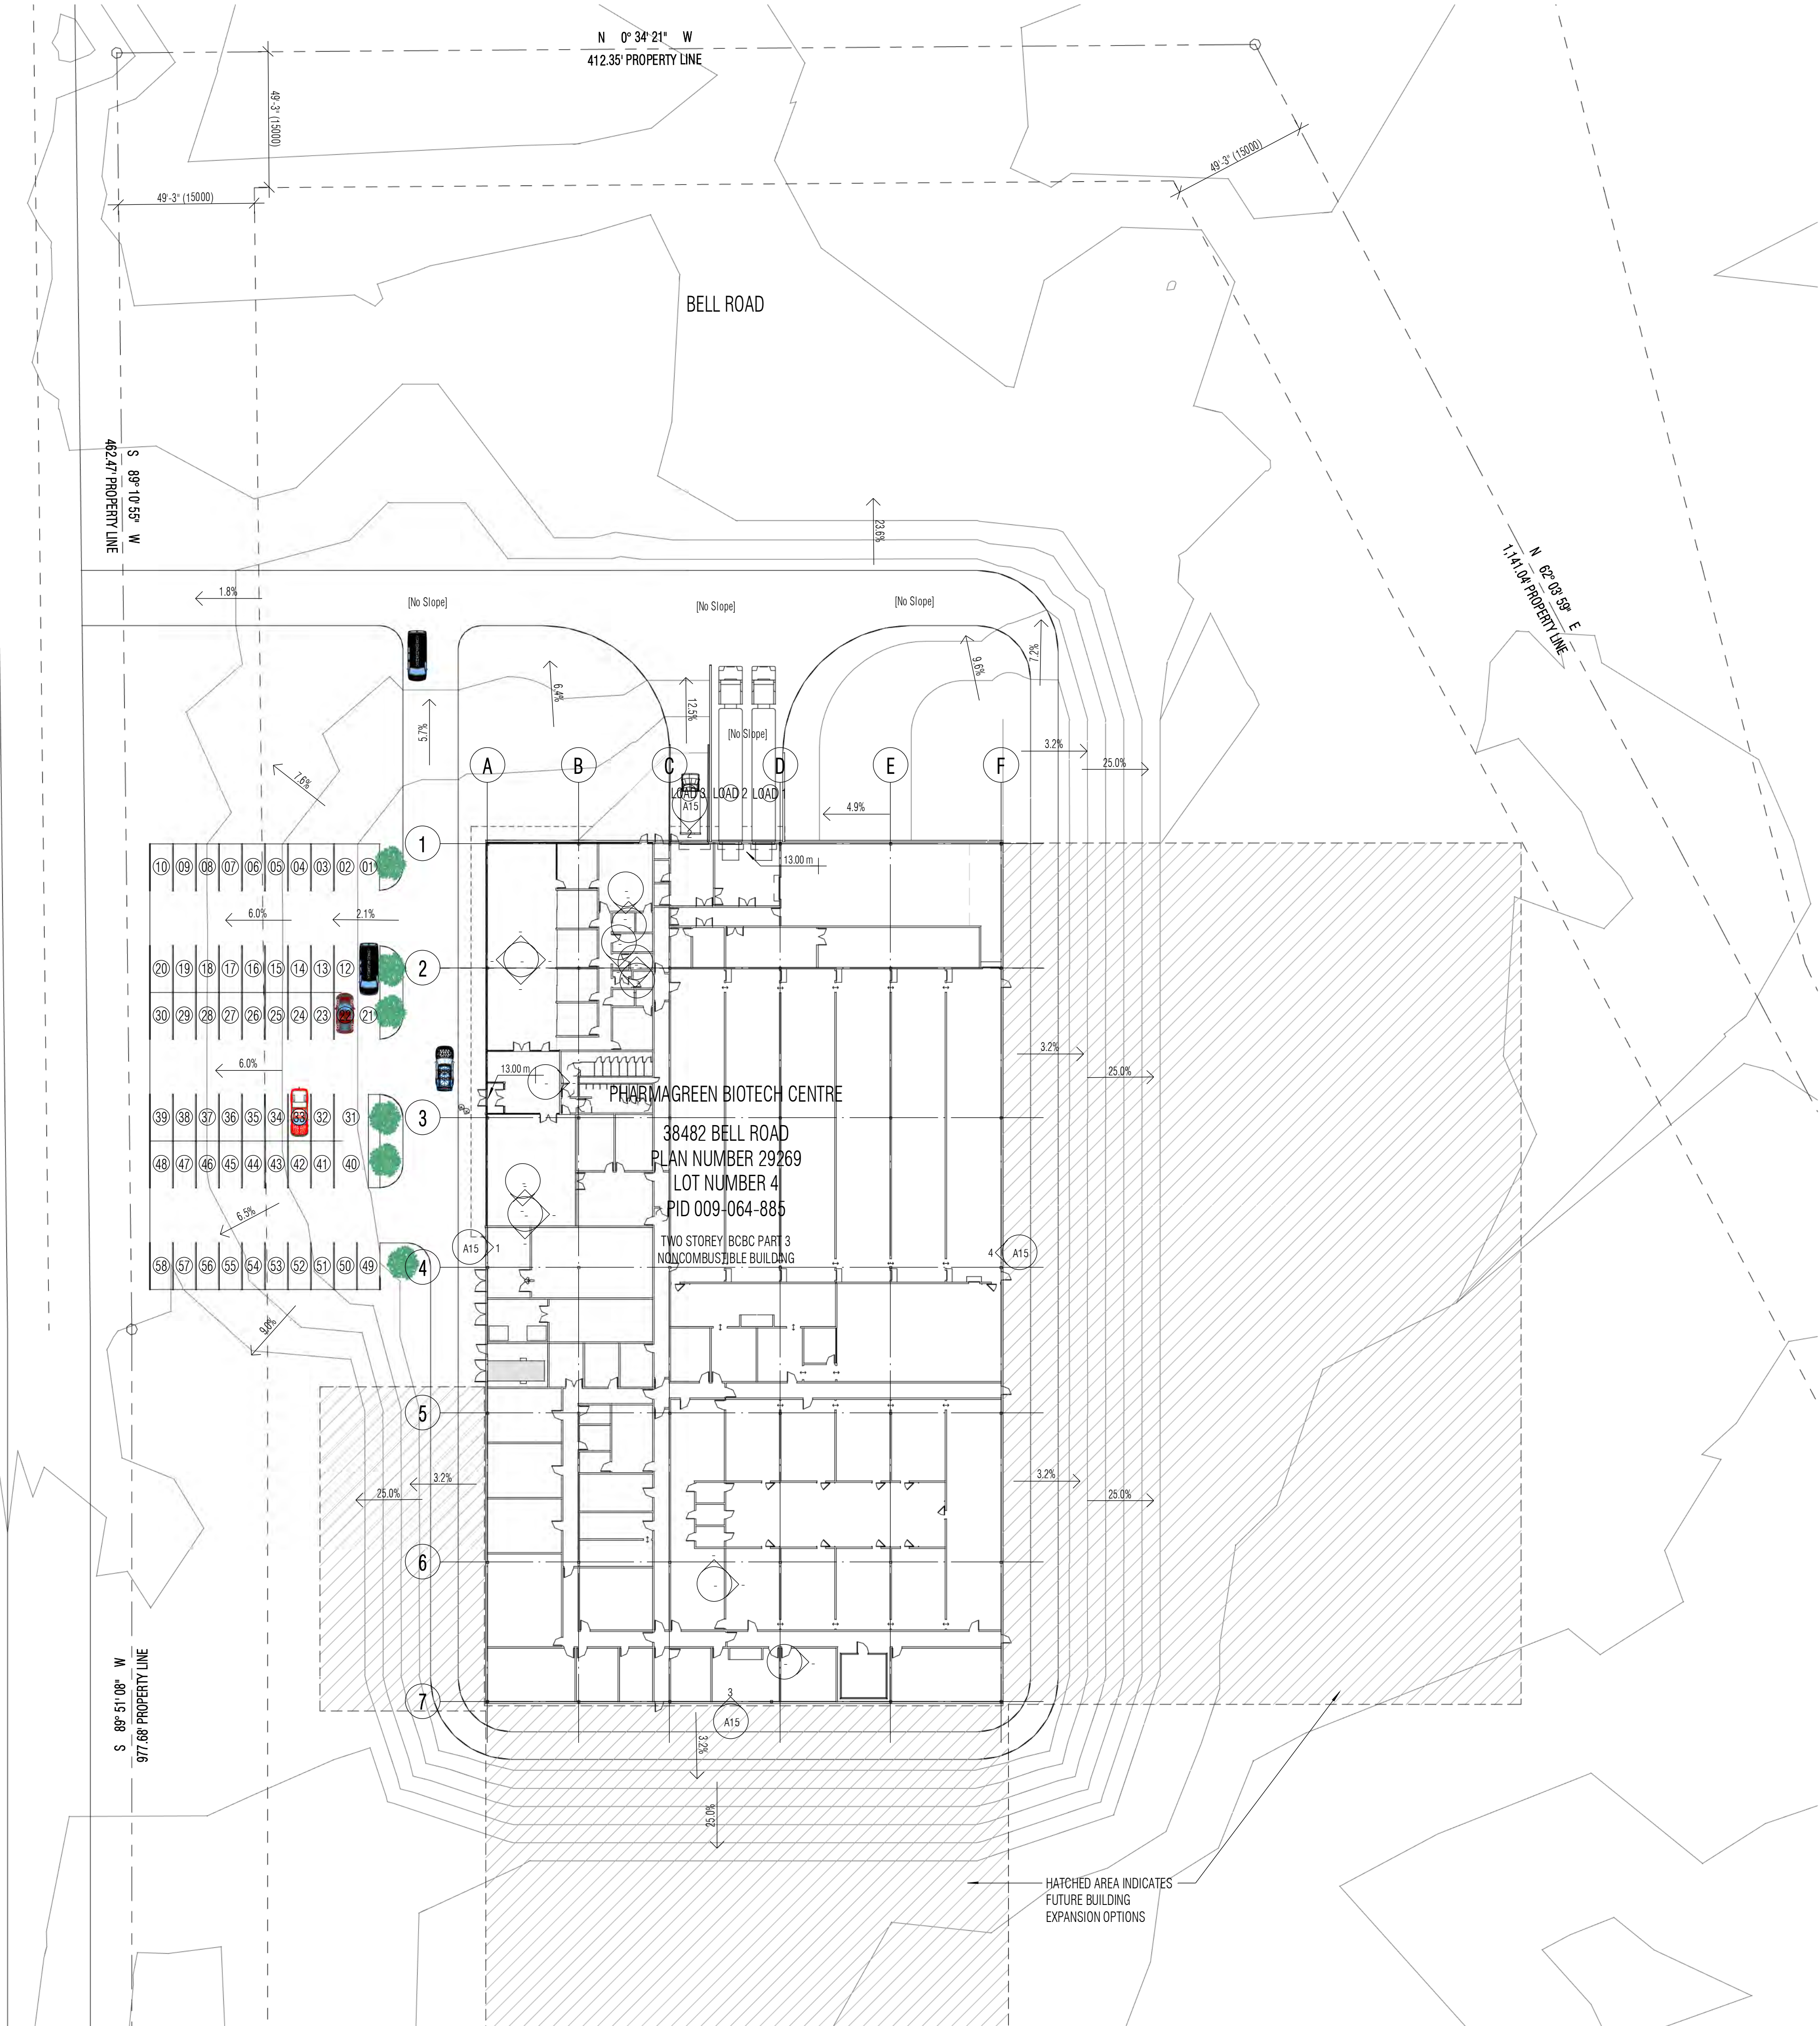 N 0° 34' 21" W
412.35' PROPERTY LINE
49'-3" (15000)
49'-3" (15000)
49'-3" (15000)
BELL ROAD
S 89° 10' 55" W
462.47' PROPERTY LINE
N 62° 03' 59" E
1,141.04' PROPERTY LINE
23.6%
1.8%
[No Slope]
[No Slope]
[No Slope]
6.4%
12.5%
9.6%
7.2%
5.7%
[No Slope]
7.6%
3.2%
25.0%
A B C D E F
LOAD 3 LOAD 2 LOAD 1
A15
2
4.9%
1
13.00 m
10 09 08 07 06 05 04 03 02 01
6.0%
2.1%
2
20 19 18 17 16 15 14 13 12
30 29 28 27 26 25 24 23 22 21
6.0%
3.2%
25.0%
13.00 m
PHARMAGREEN BIOTECH CENTRE
3
39 38 37 36 35 34 33 32 31
38482 BELL ROAD
PLAN NUMBER 29269
48 47 46 45 44 43 42 41 40
LOT NUMBER 4
PID 009-064-885
6.5%
TWO STOREY BCBC PART 3
NONCOMBUSTIBLE BUILDING
A15 1
4 A15
4
58 57 56 55 54 53 52 51 50 49
9.0%
5
3.2%
25.0%
3.2%
25.0%
6
S 89° 51' 08" W
977.68' PROPERTY LINE
7
3
A15
3.2%
25.0%
HATCHED AREA INDICATES
FUTURE BUILDING
EXPANSION OPTIONS